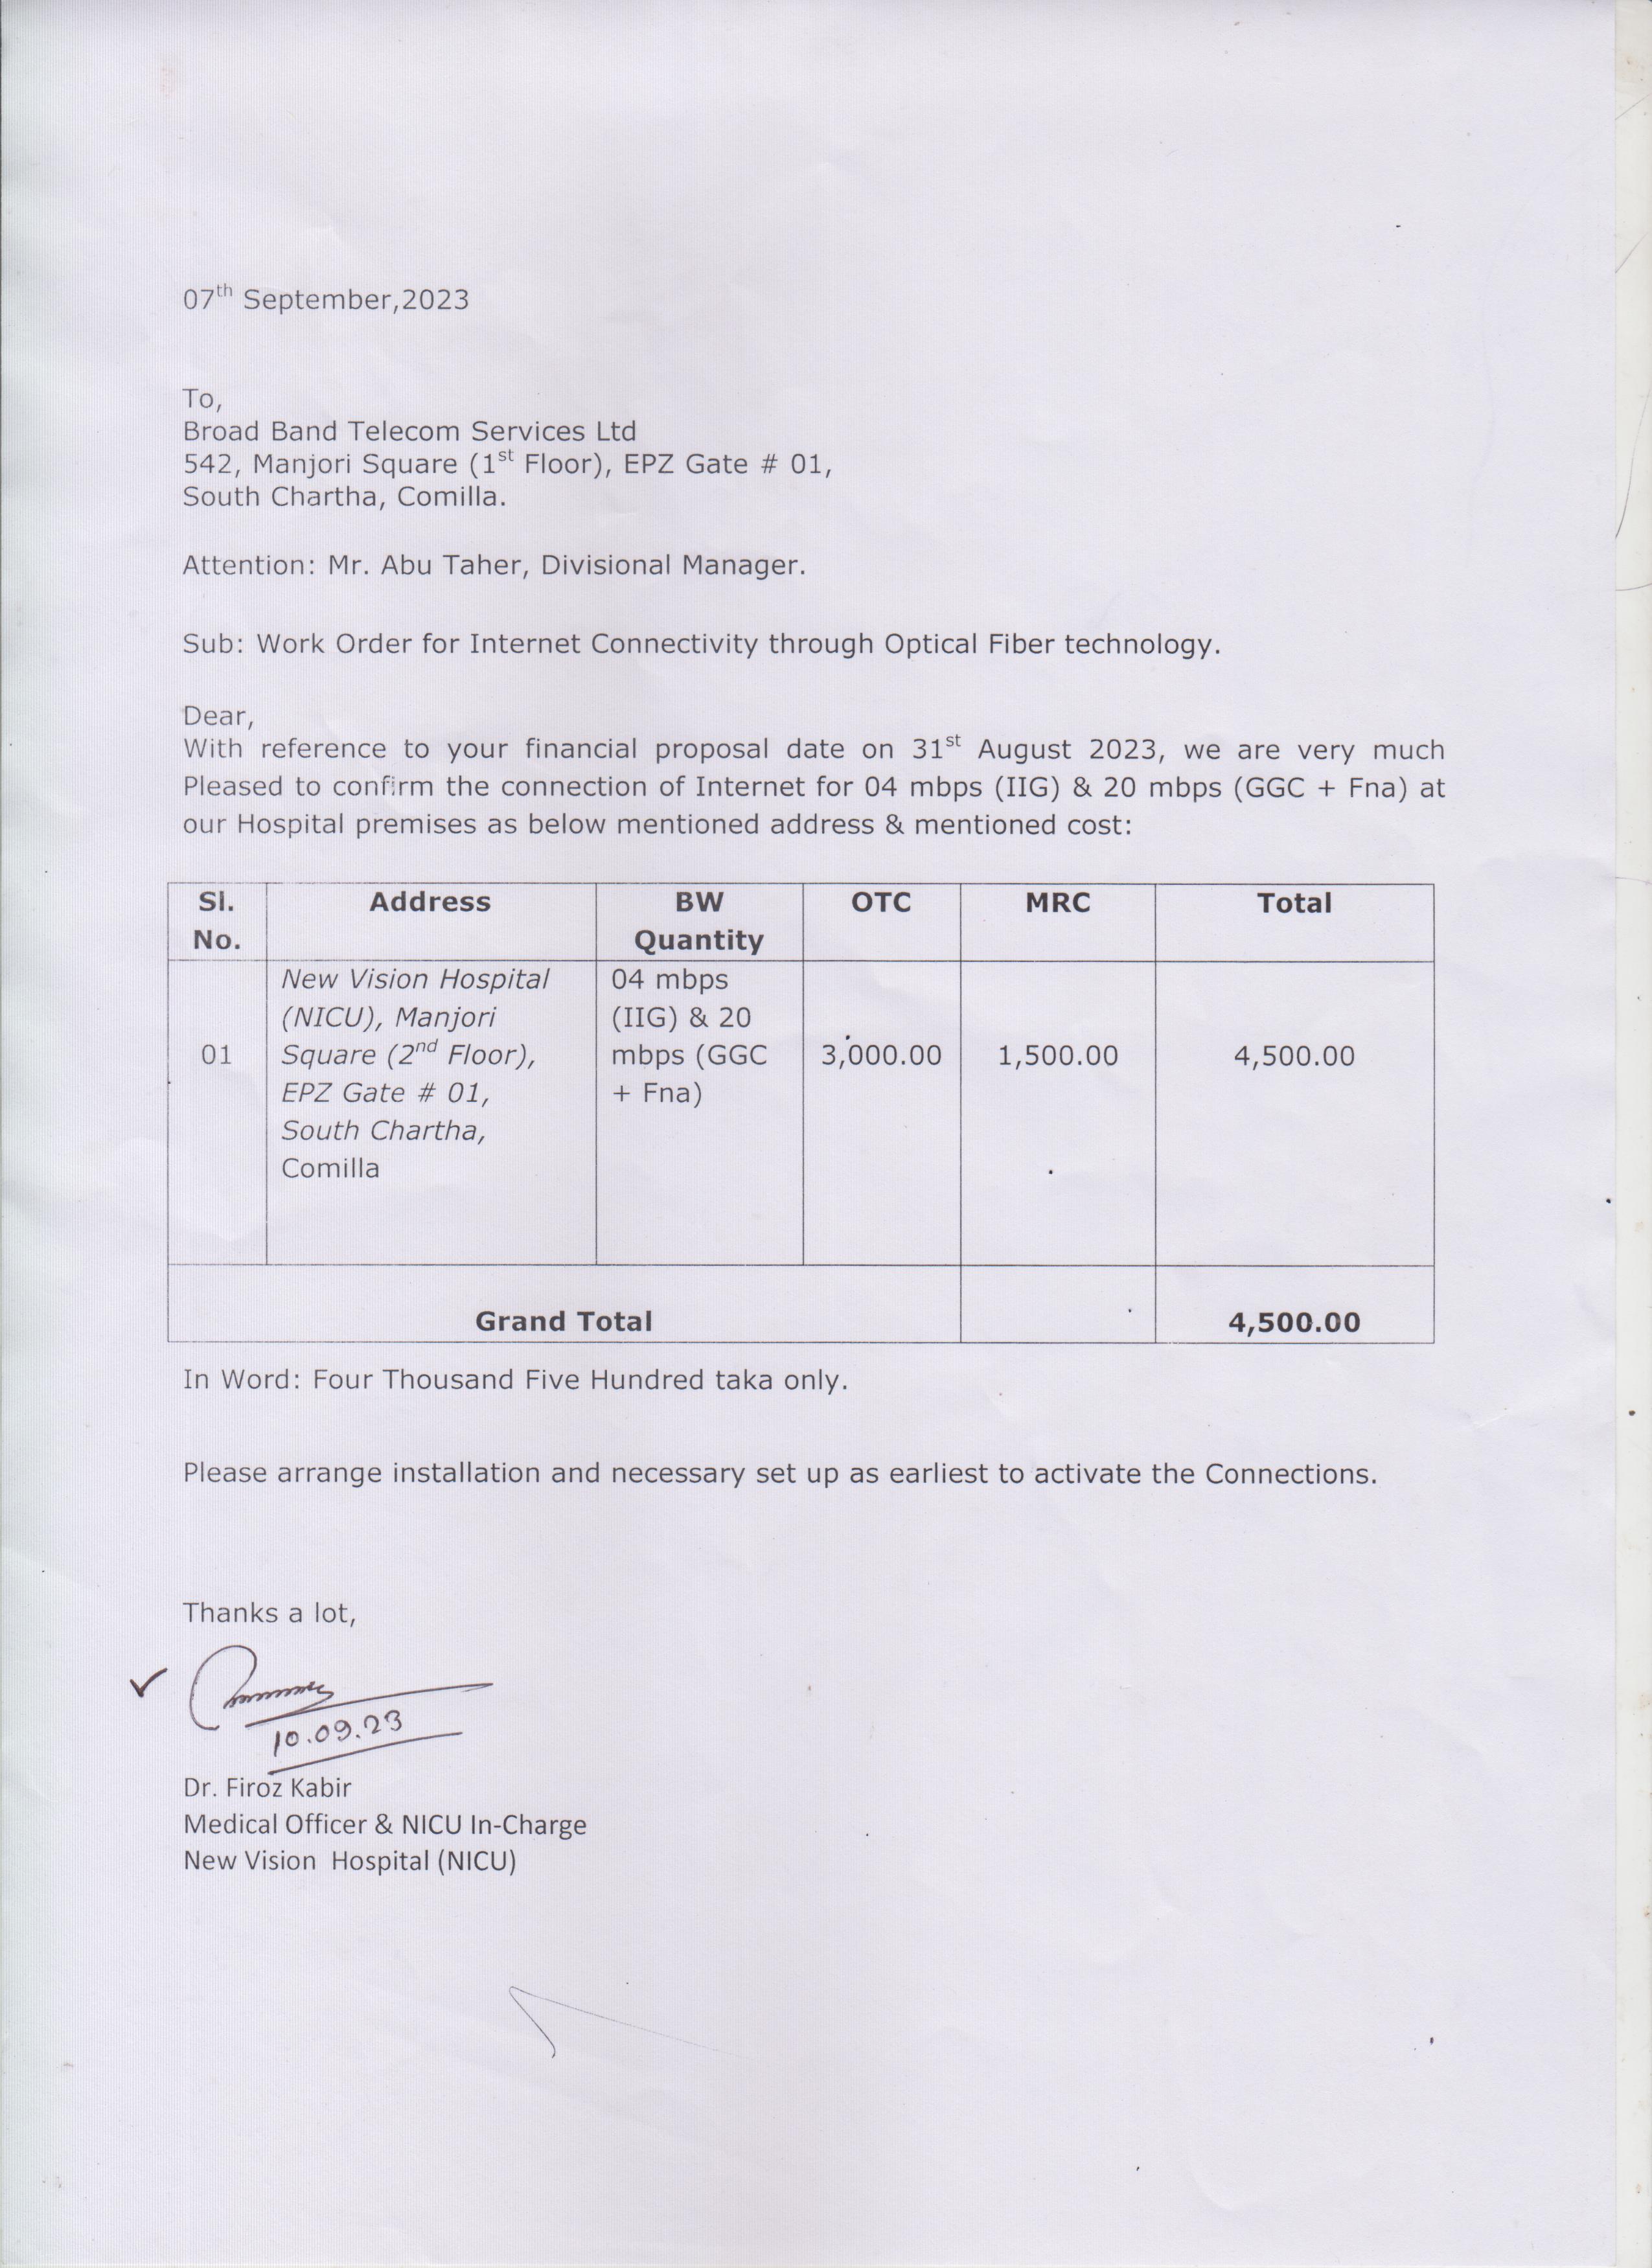 07th September,2023
To,
Broad Band Telecom Services Ltd
542, Manjori Square (1st Floor), EPZ Gate # 01,
South Chartha, Comilla.
Attention: Mr. Abu Taher, Divisional Manager.
Sub: Work Order for Internet Connectivity through Optical Fiber technology.
Dear,
With reference to your financial proposal date on 31st August 2023, we are very much
Pleased to confirm the connection of Internet for 04 mbps (IIG) & 20 mbps (GGC + Fna) at
our Hospital premises as below mentioned address & mentioned cost:
Sl. No. Address BW Quantity OTC MRC Total
01
New Vision Hospital
(NICU), Manjori
Square (2nd Floor),
EPZ Gate # 01,
South Chartha,
Comilla
04 mbps
(IIG) & 20
mbps (GGC
+ Fna)
3,000.00
1,500.00
4,500.00
Grand Total 4,500.00
In Word: Four Thousand Five Hundred taka only.
Please arrange installation and necessary set up as earliest to activate the Connections.
Thanks a lot,
10.09.23
Dr. Firoz Kabir
Medical Officer & NICU In-Charge
New Vision Hospital (NICU)